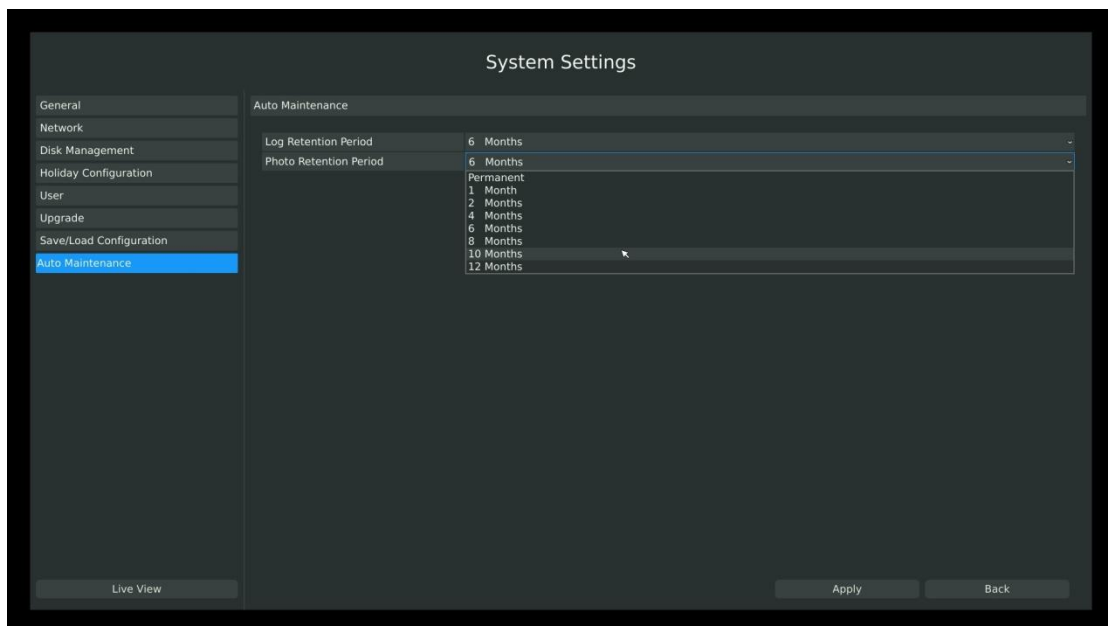 System Settings
General
Network
Disk Management
Holiday Configuration
User
Upgrade
Save/Load Configuration
Auto Maintenance
Live View
Auto Maintenance
Log Retention Period 6 Months
Photo Retention Period 6 Months
Permanent
1 Month
2 Months
4 Months
6 Months
8 Months
10 Months
12 Months
Apply Back